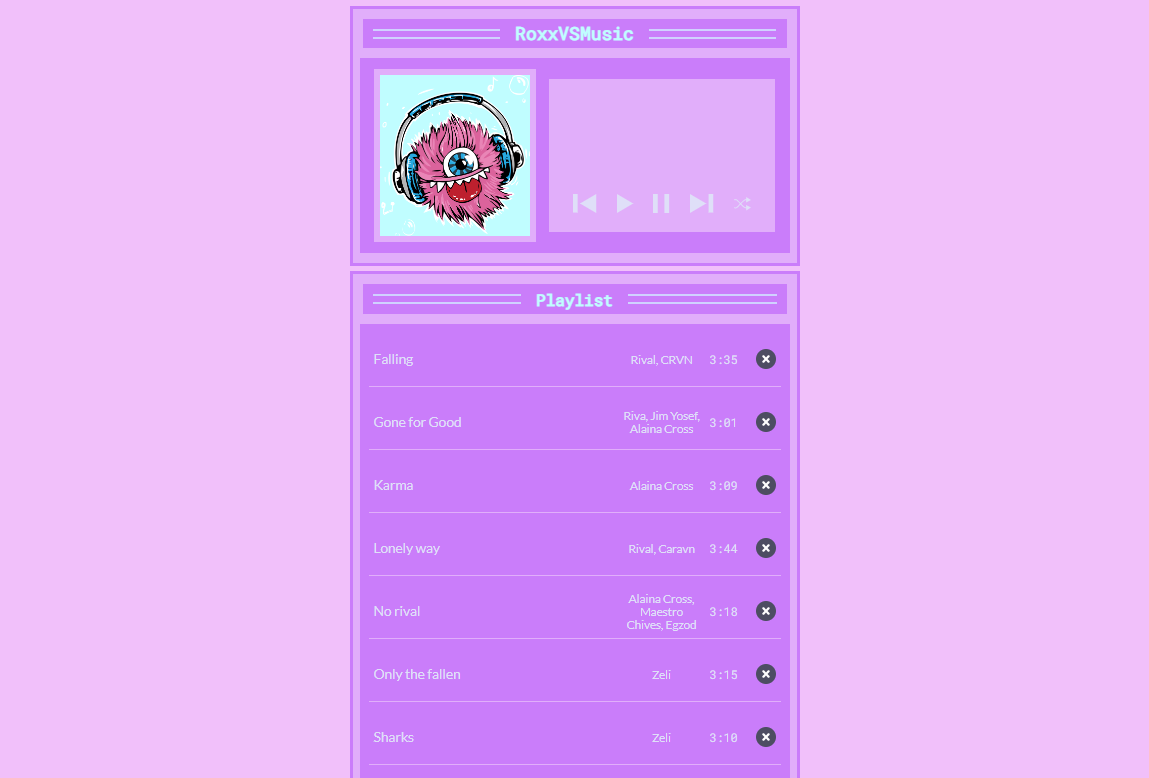 RoxxVSMusic
Playlist
Falling Rival, CRVN 3:35
Gone for Good Riva, Jim Yosef, 3:01
Alaina Cross
Karma Alaina Cross 3:09
Lonely way Rival, Caravn 3:44
No rival Alaina Cross, 3:18
Maestro
Chives, Egzod
Only the fallen Zeli 3:15
Sharks Zeli 3:10